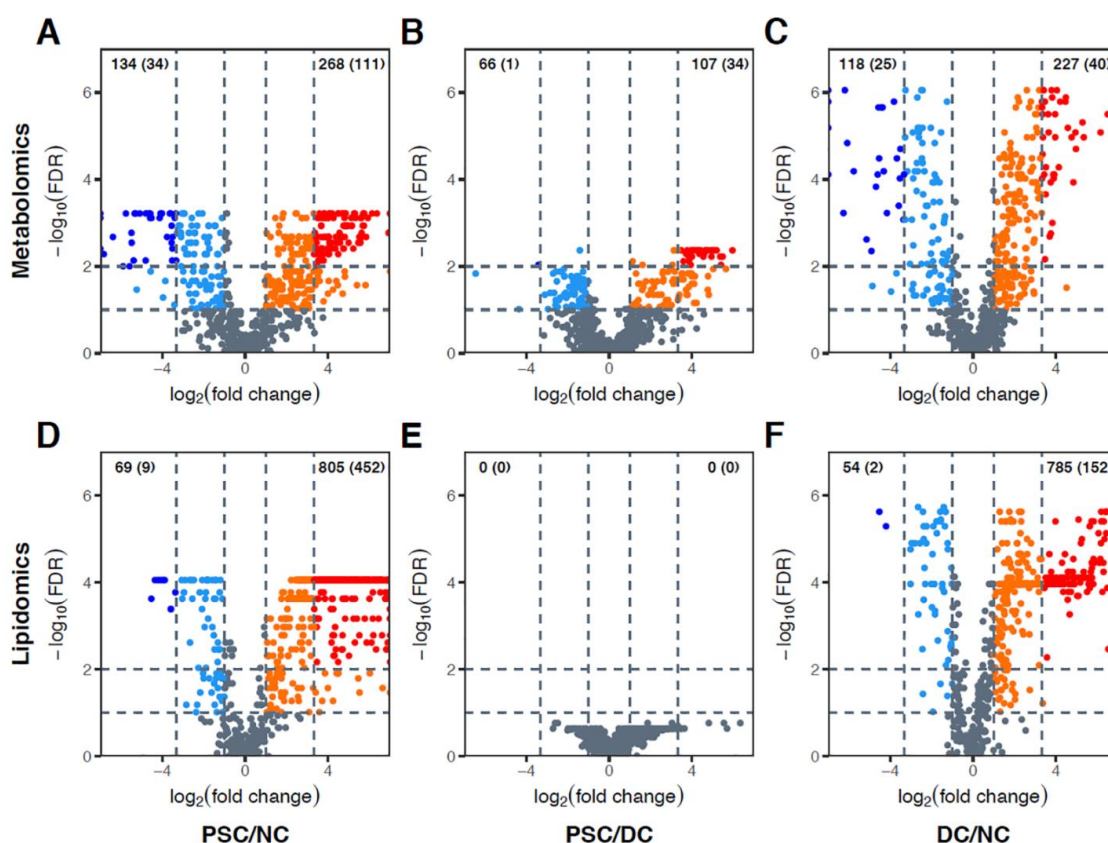 A
B
C
134 (34)
268 (111)
66 (1)
107 (34)
118 (25)
227 (40)
Metabolomics
−log10(FDR)
−log10(FDR)
−log10(FDR)
6
4
2
0
6
4
2
0
6
4
2
0
−4
0
4
−4
0
4
−4
0
4
log2(fold change)
log2(fold change)
log2(fold change)
D
E
F
69 (9)
805 (452)
0 (0)
0 (0)
54 (2)
785 (152
Lipidomics
−log10(FDR)
−log10(FDR)
−log10(FDR)
6
4
2
0
6
4
2
0
6
4
2
0
−4
0
4
−4
0
4
−4
0
4
log2(fold change)
log2(fold change)
log2(fold change)
PSC/NC
PSC/DC
DC/NC